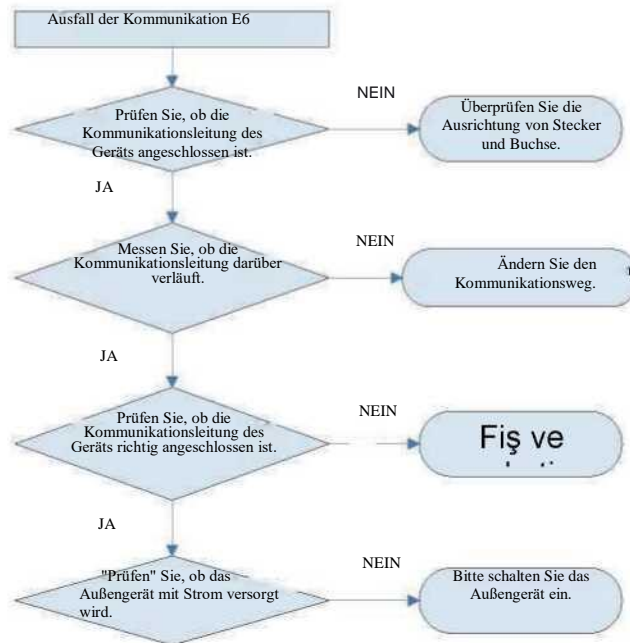 Ausfall der Kommunikation E6
Prüfen Sie, ob die
Kommunikationsleitung des
Geräts angeschlossen ist.
NEIN
Überprüfen Sie die
Ausrichtung von Stecker
und Buchse.
JA
Messen Sie, ob die
Kommunikationsleitung darüber
verläuft.
NEIN
Ändern Sie den
Kommunikationsweg.
JA
Prüfen Sie, ob die
Kommunikationsleitung des
Geräts richtig angeschlossen ist.
NEIN
Fiş ve
JA
"Prüfen" Sie, ob das
Außengerät mit Strom versorgt
wird.
NEIN
Bitte schalten Sie das
Außengerät ein.